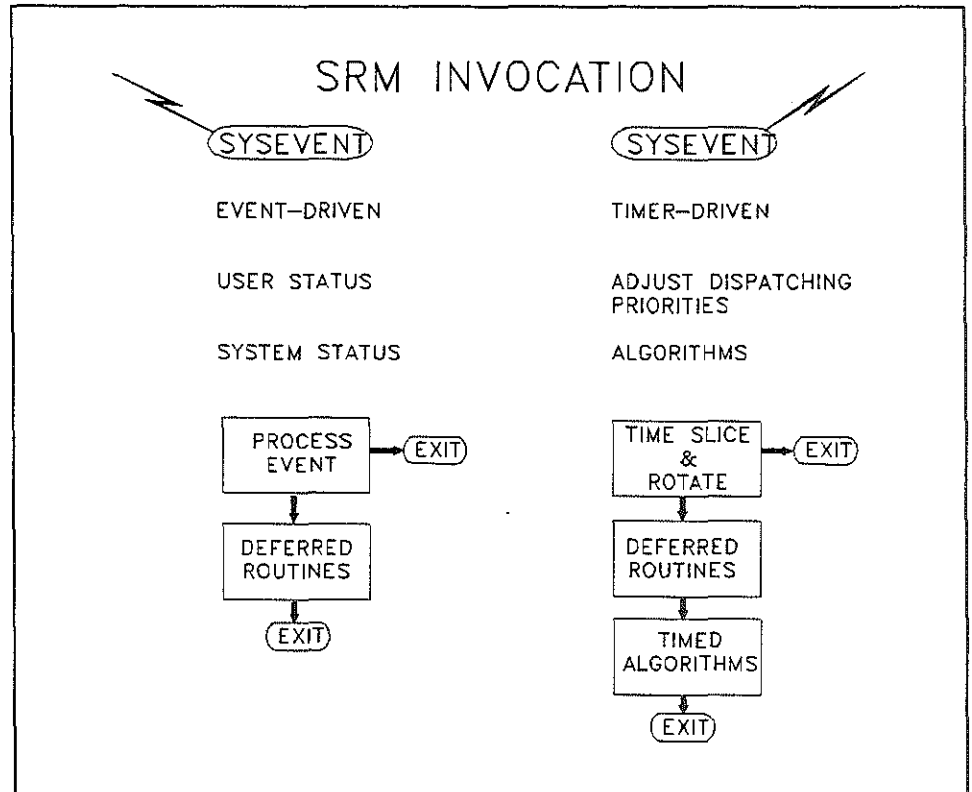 SRM INVOCATION
SYSEVENT
EVENT-DRIVEN
USER STATUS
SYSTEM STATUS
PROCESS
EVENT
EXIT
DEFERRED
ROUTINES
EXIT
SYSEVENT
TIMER-DRIVEN
ADJUST DISPATCHING
PRIORITIES
ALGORITHMS
TIME SLICE
&
ROTATE
EXIT
DEFERRED
ROUTINES
TIMED
ALGORITHMS
EXIT